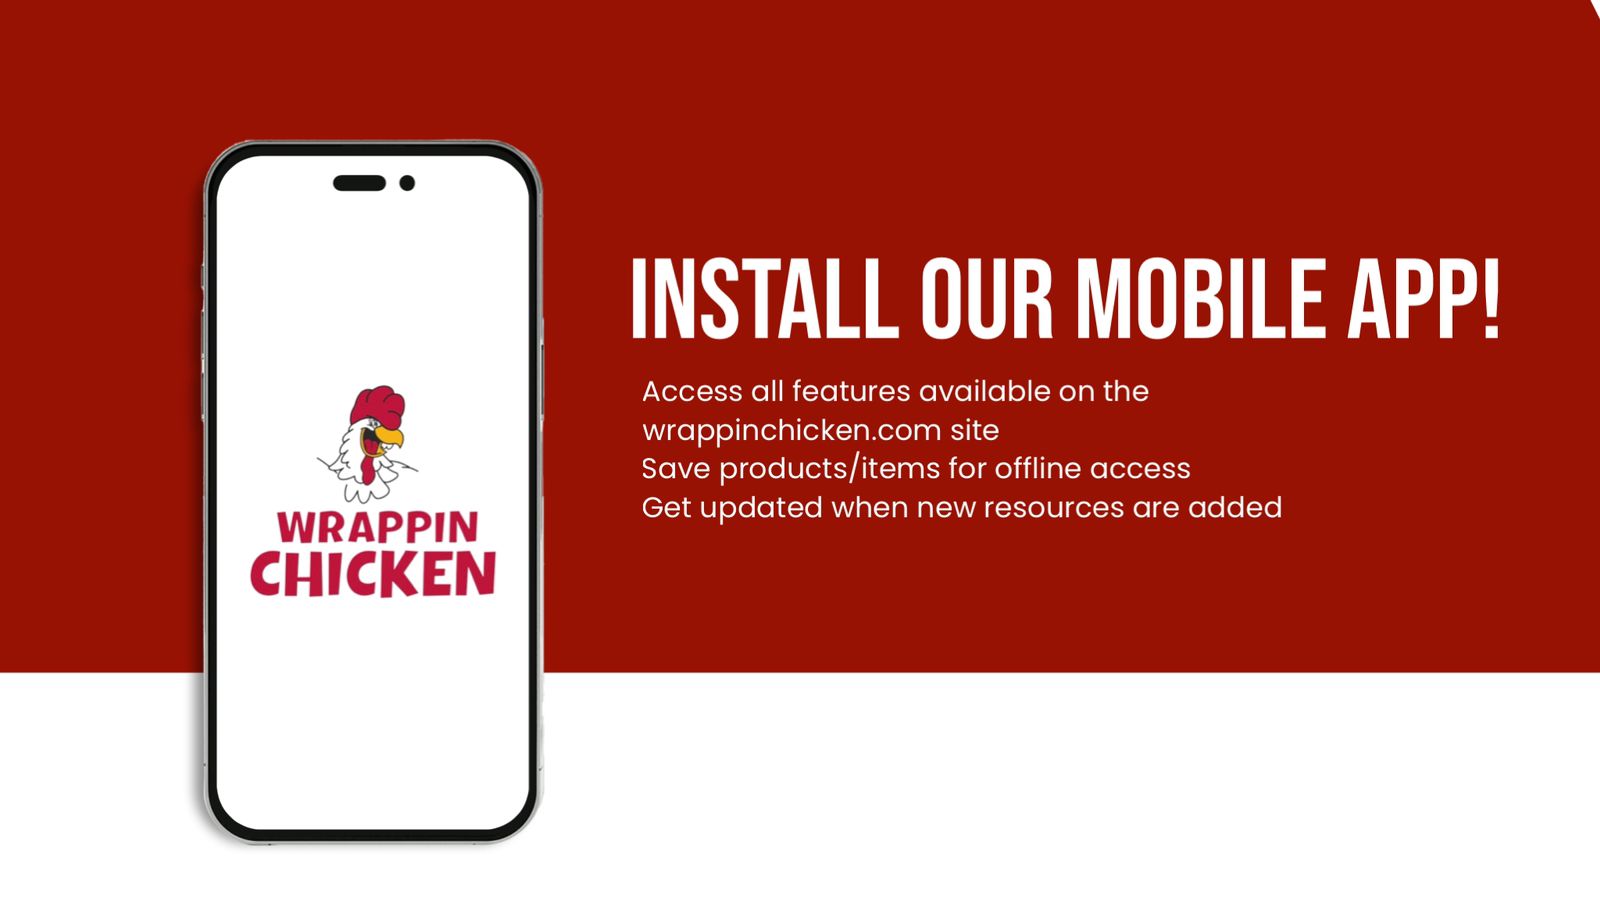 WRAPPIN
CHICKEN
INSTALL OUR MOBILE APP!
Access all features available on the
wrappinchicken.com site
Save products/items for offline access
Get updated when new resources are added